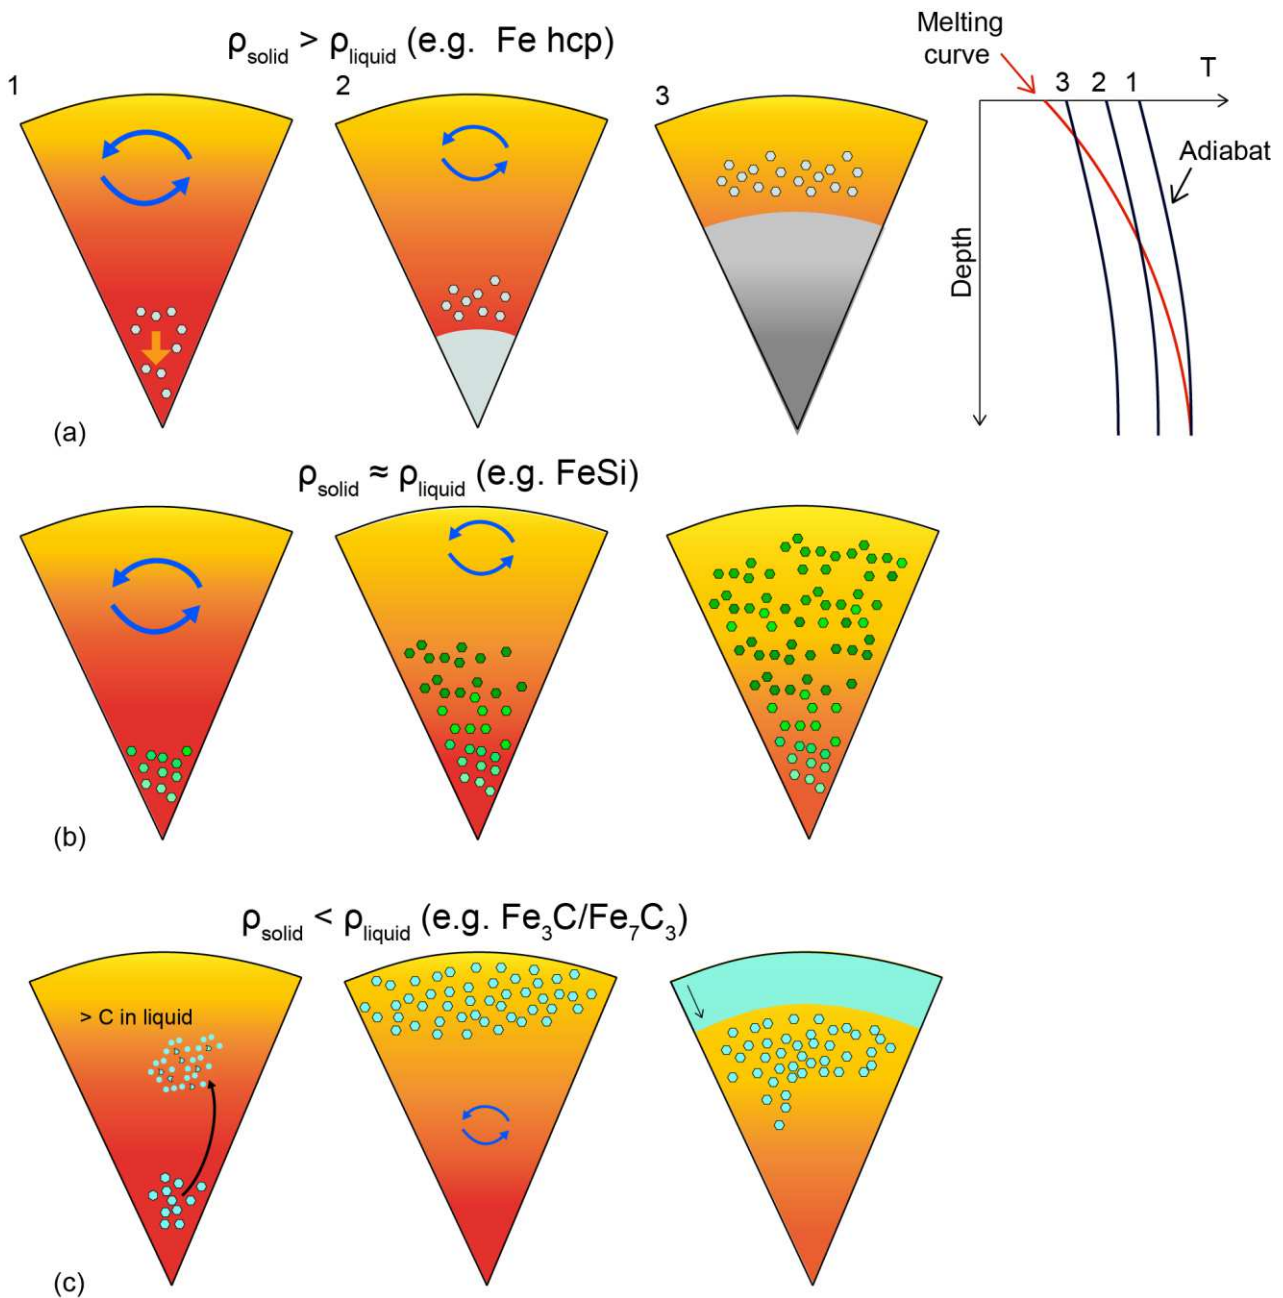 ρsolid > ρliquid (e.g. Fe hcp)
1
2
3
Melting
curve
3 2 1
T
Adiabat
Depth
(a)
ρsolid ≈ ρliquid (e.g. FeSi)
(b)
ρsolid < ρliquid (e.g. Fe3C/Fe7C3)
> C in liquid
(c)